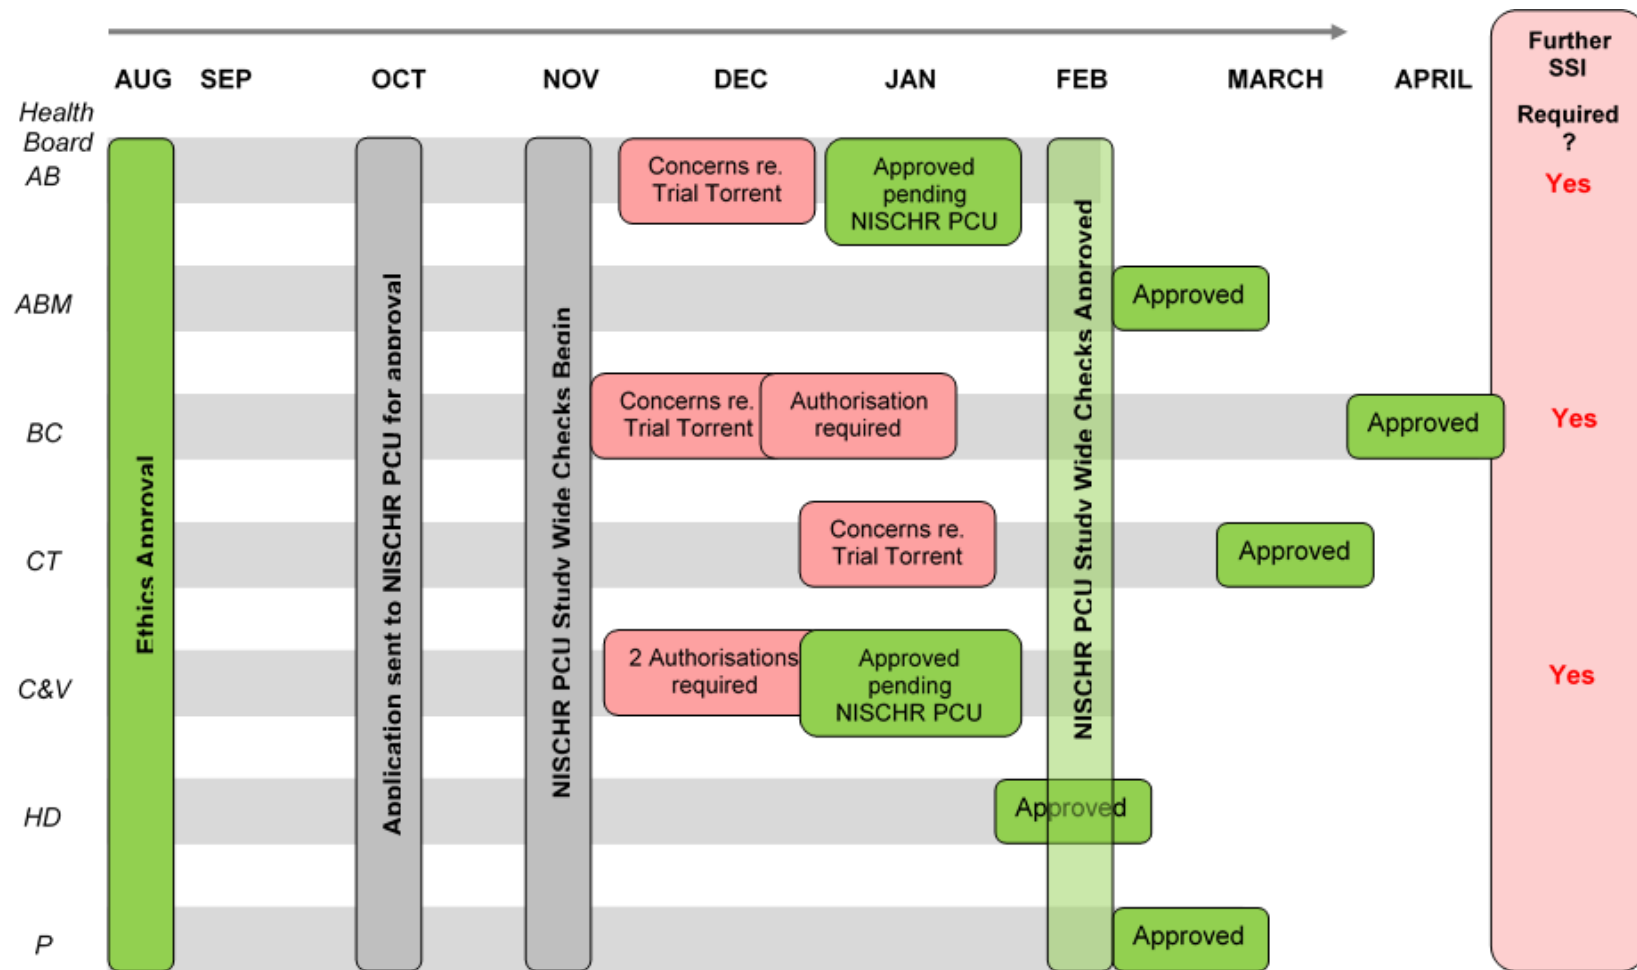 AUG SEP OCT NOV DEC JAN FEB MARCH APRIL
Further
SSI
Required
?
Health
Board
AB
Concerns re.
Trial Torrent
Approved
pending
NISCHR PCU
Yes
ABM
Approved
BC
Concerns re.
Trial Torrent
Authorisation
required
Approved
Yes
CT
Concerns re.
Trial Torrent
Approved
C&V
2 Authorisations
required
Approved
pending
NISCHR PCU
Yes
HD
Approved
P
Approved
Ethics Approval
Application sent to NISCHR PCU for approval
NISCHR PCU Study Wide Checks Begin
NISCHR PCU Study Wide Checks Approved